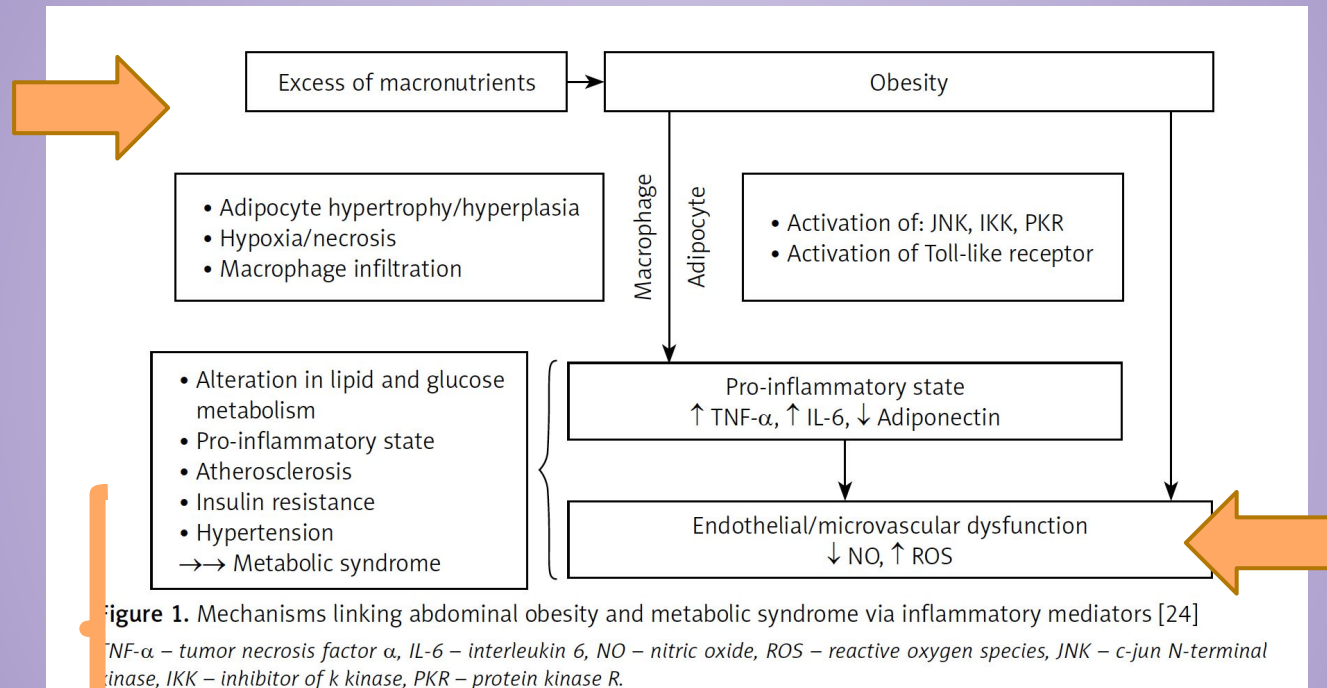 Excess of macronutrients
Obesity
• Adipocyte hypertrophy/hyperplasia
• Hypoxia/necrosis
• Macrophage infiltration
Macrophage
Adipocyte
• Activation of: JNK, IKK, PKR
• Activation of Toll-like receptor
• Alteration in lipid and glucose
metabolism
• Pro-inflammatory state
• Atherosclerosis
• Insulin resistance
• Hypertension
→→ Metabolic syndrome
Pro-inflammatory state
↑ TNF-α, ↑ IL-6, ↓ Adiponectin
Endothelial/microvascular dysfunction
↓ NO, ↑ ROS
Figure 1. Mechanisms linking abdominal obesity and metabolic syndrome via inflammatory mediators [24]
TNF-α – tumor necrosis factor α, IL-6 – interleukin 6, NO – nitric oxide, ROS – reactive oxygen species, JNK – c-jun N-terminal
kinase, IKK – inhibitor of k kinase, PKR – protein kinase R.